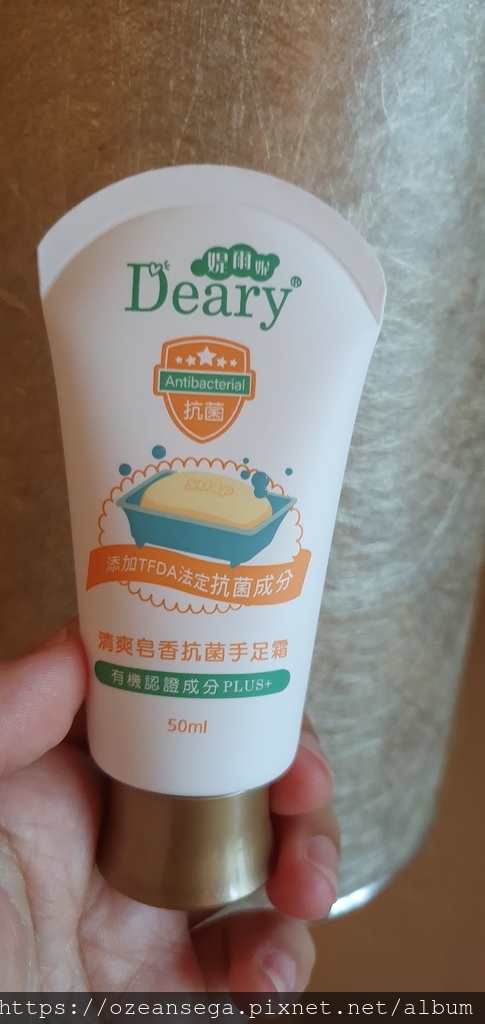 媞爾妮
Deary®
Antibacterial
抗菌
SOAP
添加TFDA法定抗菌成分
清爽皂香抗菌手足霜
有機認證成分PLUS+
50ml
https://ozeansega.pixnet.net/album